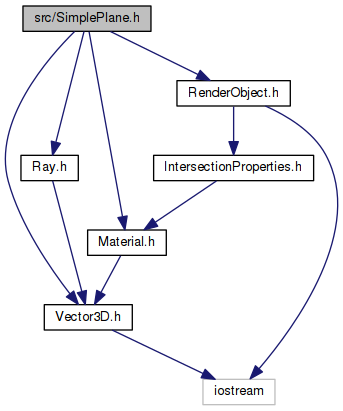 src/SimplePlane.h
RenderObject.h
Ray.h
IntersectionProperties.h
Material.h
Vector3D.h
iostream